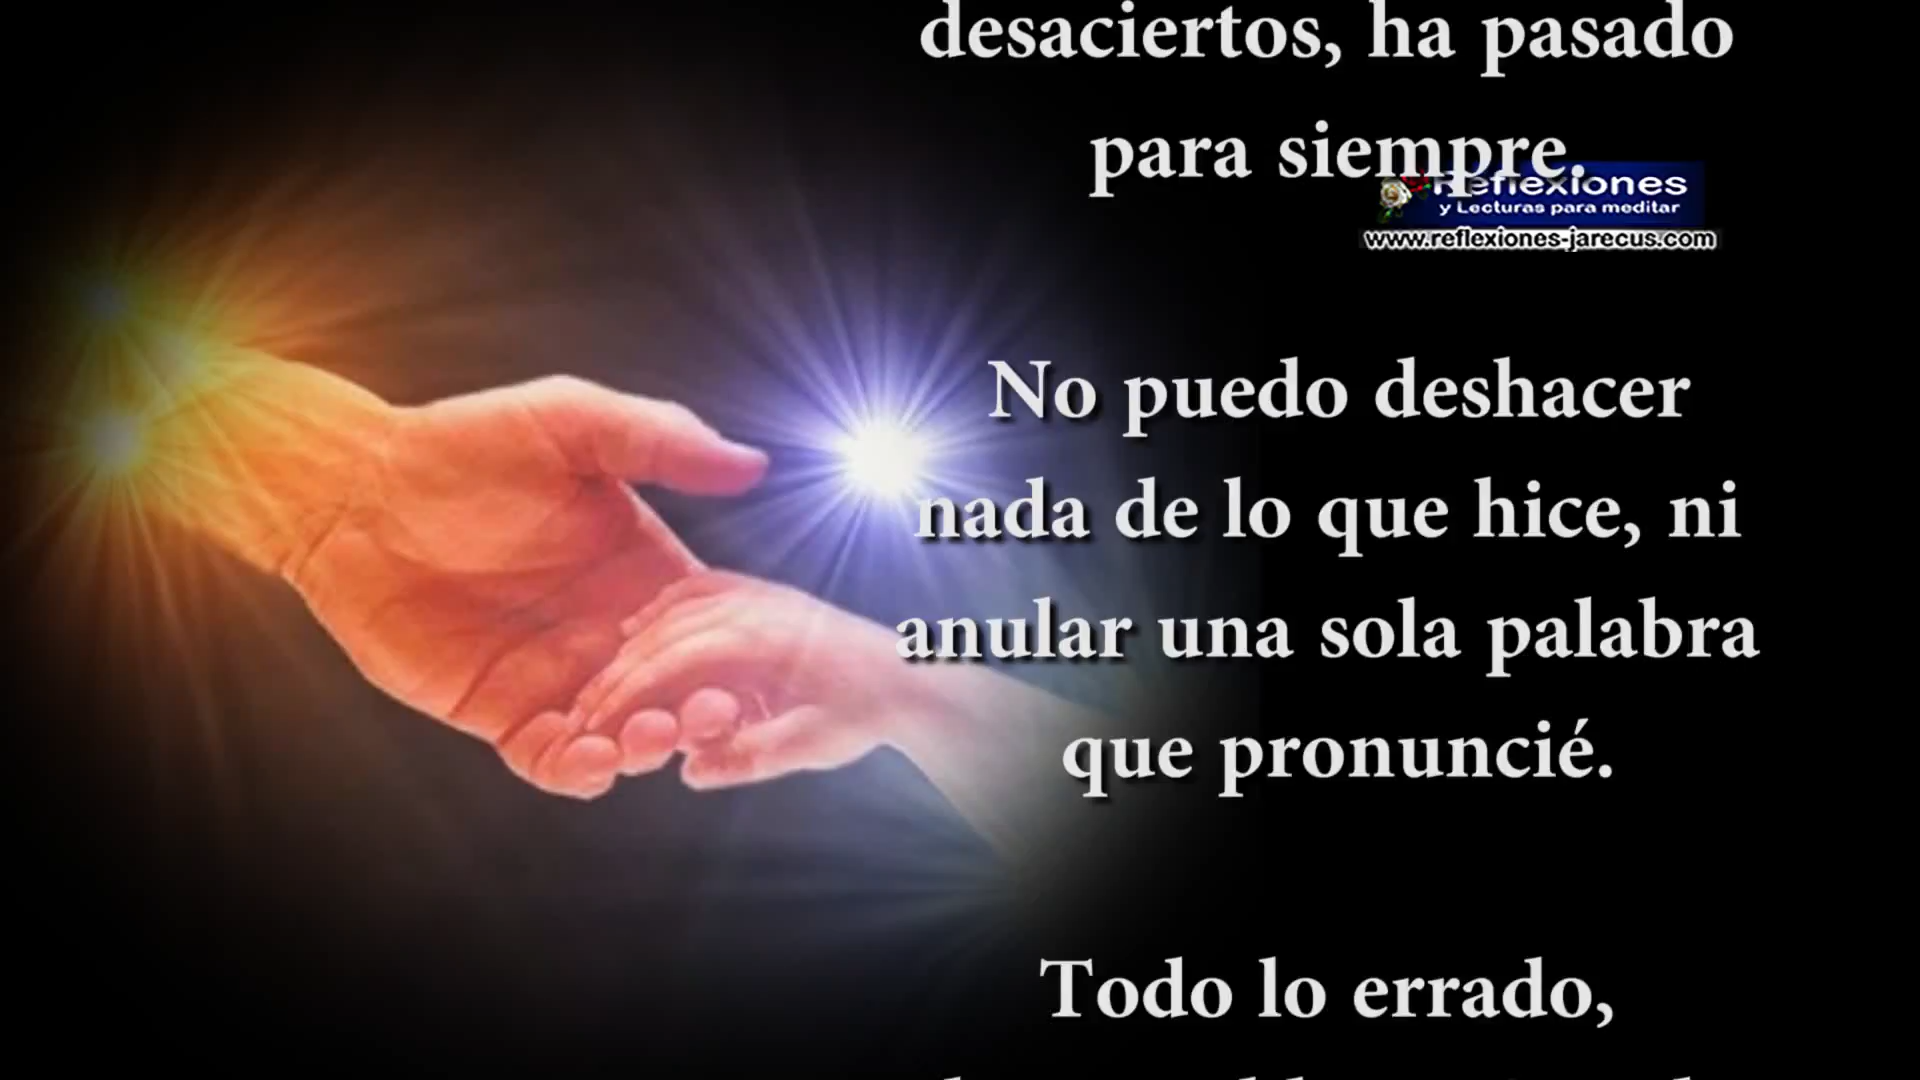 desaciertos, ha pasado
para siempre.
Reflexiones
y Lecturas para meditar
www.reflexiones-jarecus.com
No puedo deshacer
nada de lo que hice, ni
anular una sola palabra
que pronuncié.
Todo lo errado,